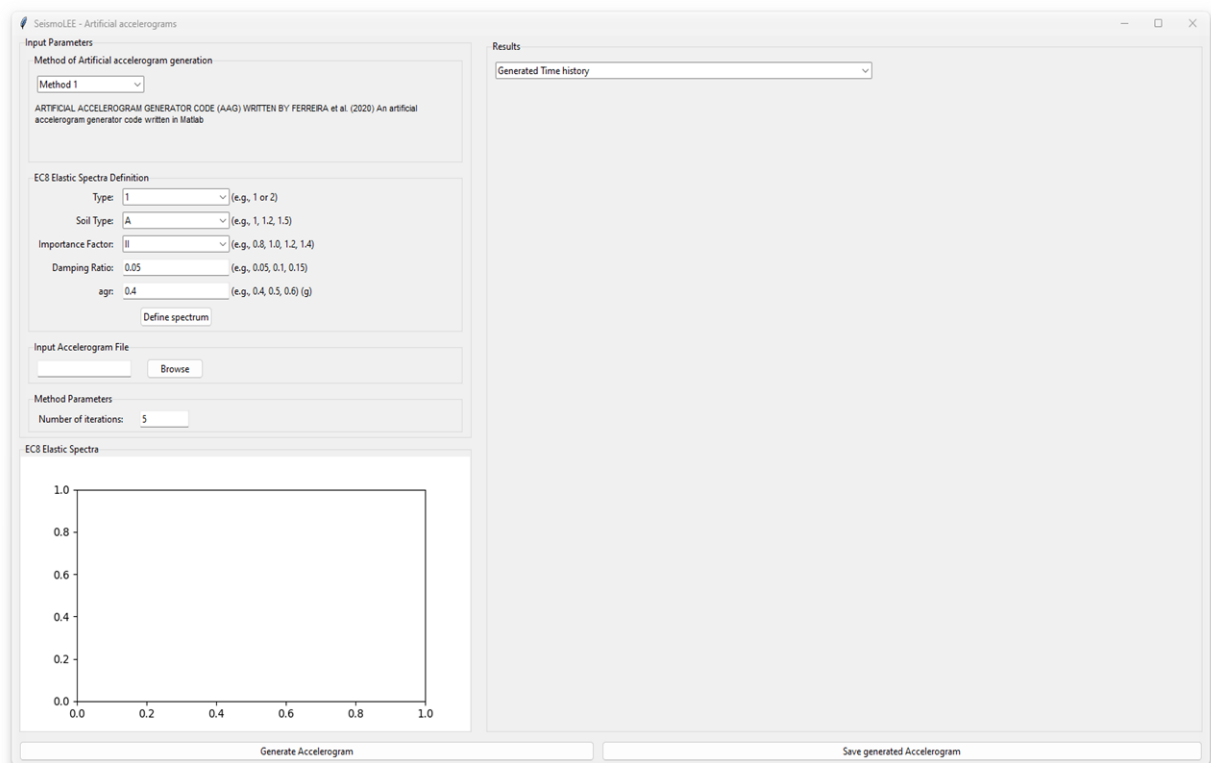 SeismoLEE - Artificial accelerograms
Input Parameters
Method of Artificial accelerogram generation
Method 1
ARTIFICIAL ACCELEROGRAM GENERATOR CODE (AAG) WRITTEN BY FERREIRA et al. (2020) An artificial
accelerogram generator code written in Matlab
EC8 Elastic Spectra Definition
Type: 1 (e.g., 1 or 2)
Soil Type: A (e.g., 1, 1.2, 1.5)
Importance Factor: II (e.g., 0.8, 1.0, 1.2, 1.4)
Damping Ratio: 0.05 (e.g., 0.05, 0.1, 0.15)
agr: 0.4 (e.g., 0.4, 0.5, 0.6) (g)
Define spectrum
Input Accelerogram File
Browse
Method Parameters
Number of iterations: 5
EC8 Elastic Spectra
1.0
0.8
0.6
0.4
0.2
0.0
0.0 0.2 0.4 0.6 0.8 1.0
Generate Accelerogram
Results
Generated Time history
Save generated Accelerogram